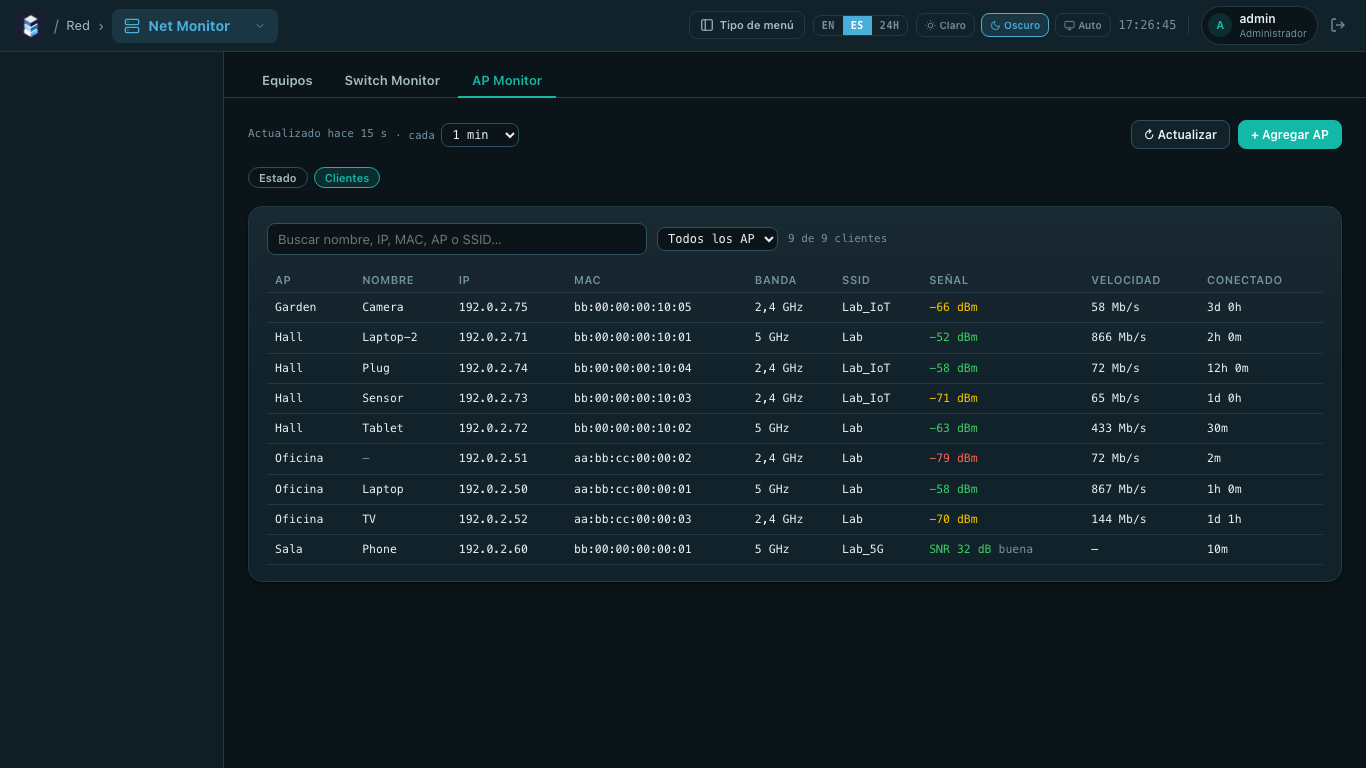 / Red › Net Monitor Tipo de menú EN ES 24H Claro Oscuro Auto 17:26:45 A admin
Administrador
Equipos Switch Monitor AP Monitor
Actualizado hace 15 s · cada 1 min ↻ Actualizar + Agregar AP
Estado Clientes
Buscar nombre, IP, MAC, AP o SSID… Todos los AP 9 de 9 clientes
AP NOMBRE IP MAC BANDA SSID SEÑAL VELOCIDAD CONECTADO
Garden Camera 192.0.2.75 bb:00:00:00:10:05 2,4 GHz Lab_IoT −66 dBm 58 Mb/s 3d 0h
Hall Laptop-2 192.0.2.71 bb:00:00:00:10:01 5 GHz Lab −52 dBm 866 Mb/s 2h 0m
Hall Plug 192.0.2.74 bb:00:00:00:10:04 2,4 GHz Lab_IoT −58 dBm 72 Mb/s 12h 0m
Hall Sensor 192.0.2.73 bb:00:00:00:10:03 2,4 GHz Lab_IoT −71 dBm 65 Mb/s 1d 0h
Hall Tablet 192.0.2.72 bb:00:00:00:10:02 5 GHz Lab −63 dBm 433 Mb/s 30m
Oficina — 192.0.2.51 aa:bb:cc:00:00:02 2,4 GHz Lab −79 dBm 72 Mb/s 2m
Oficina Laptop 192.0.2.50 aa:bb:cc:00:00:01 5 GHz Lab −58 dBm 867 Mb/s 1h 0m
Oficina TV 192.0.2.52 aa:bb:cc:00:00:03 2,4 GHz Lab −70 dBm 144 Mb/s 1d 1h
Sala Phone 192.0.2.60 bb:00:00:00:00:01 5 GHz Lab_5G SNR 32 dB buena — 10m